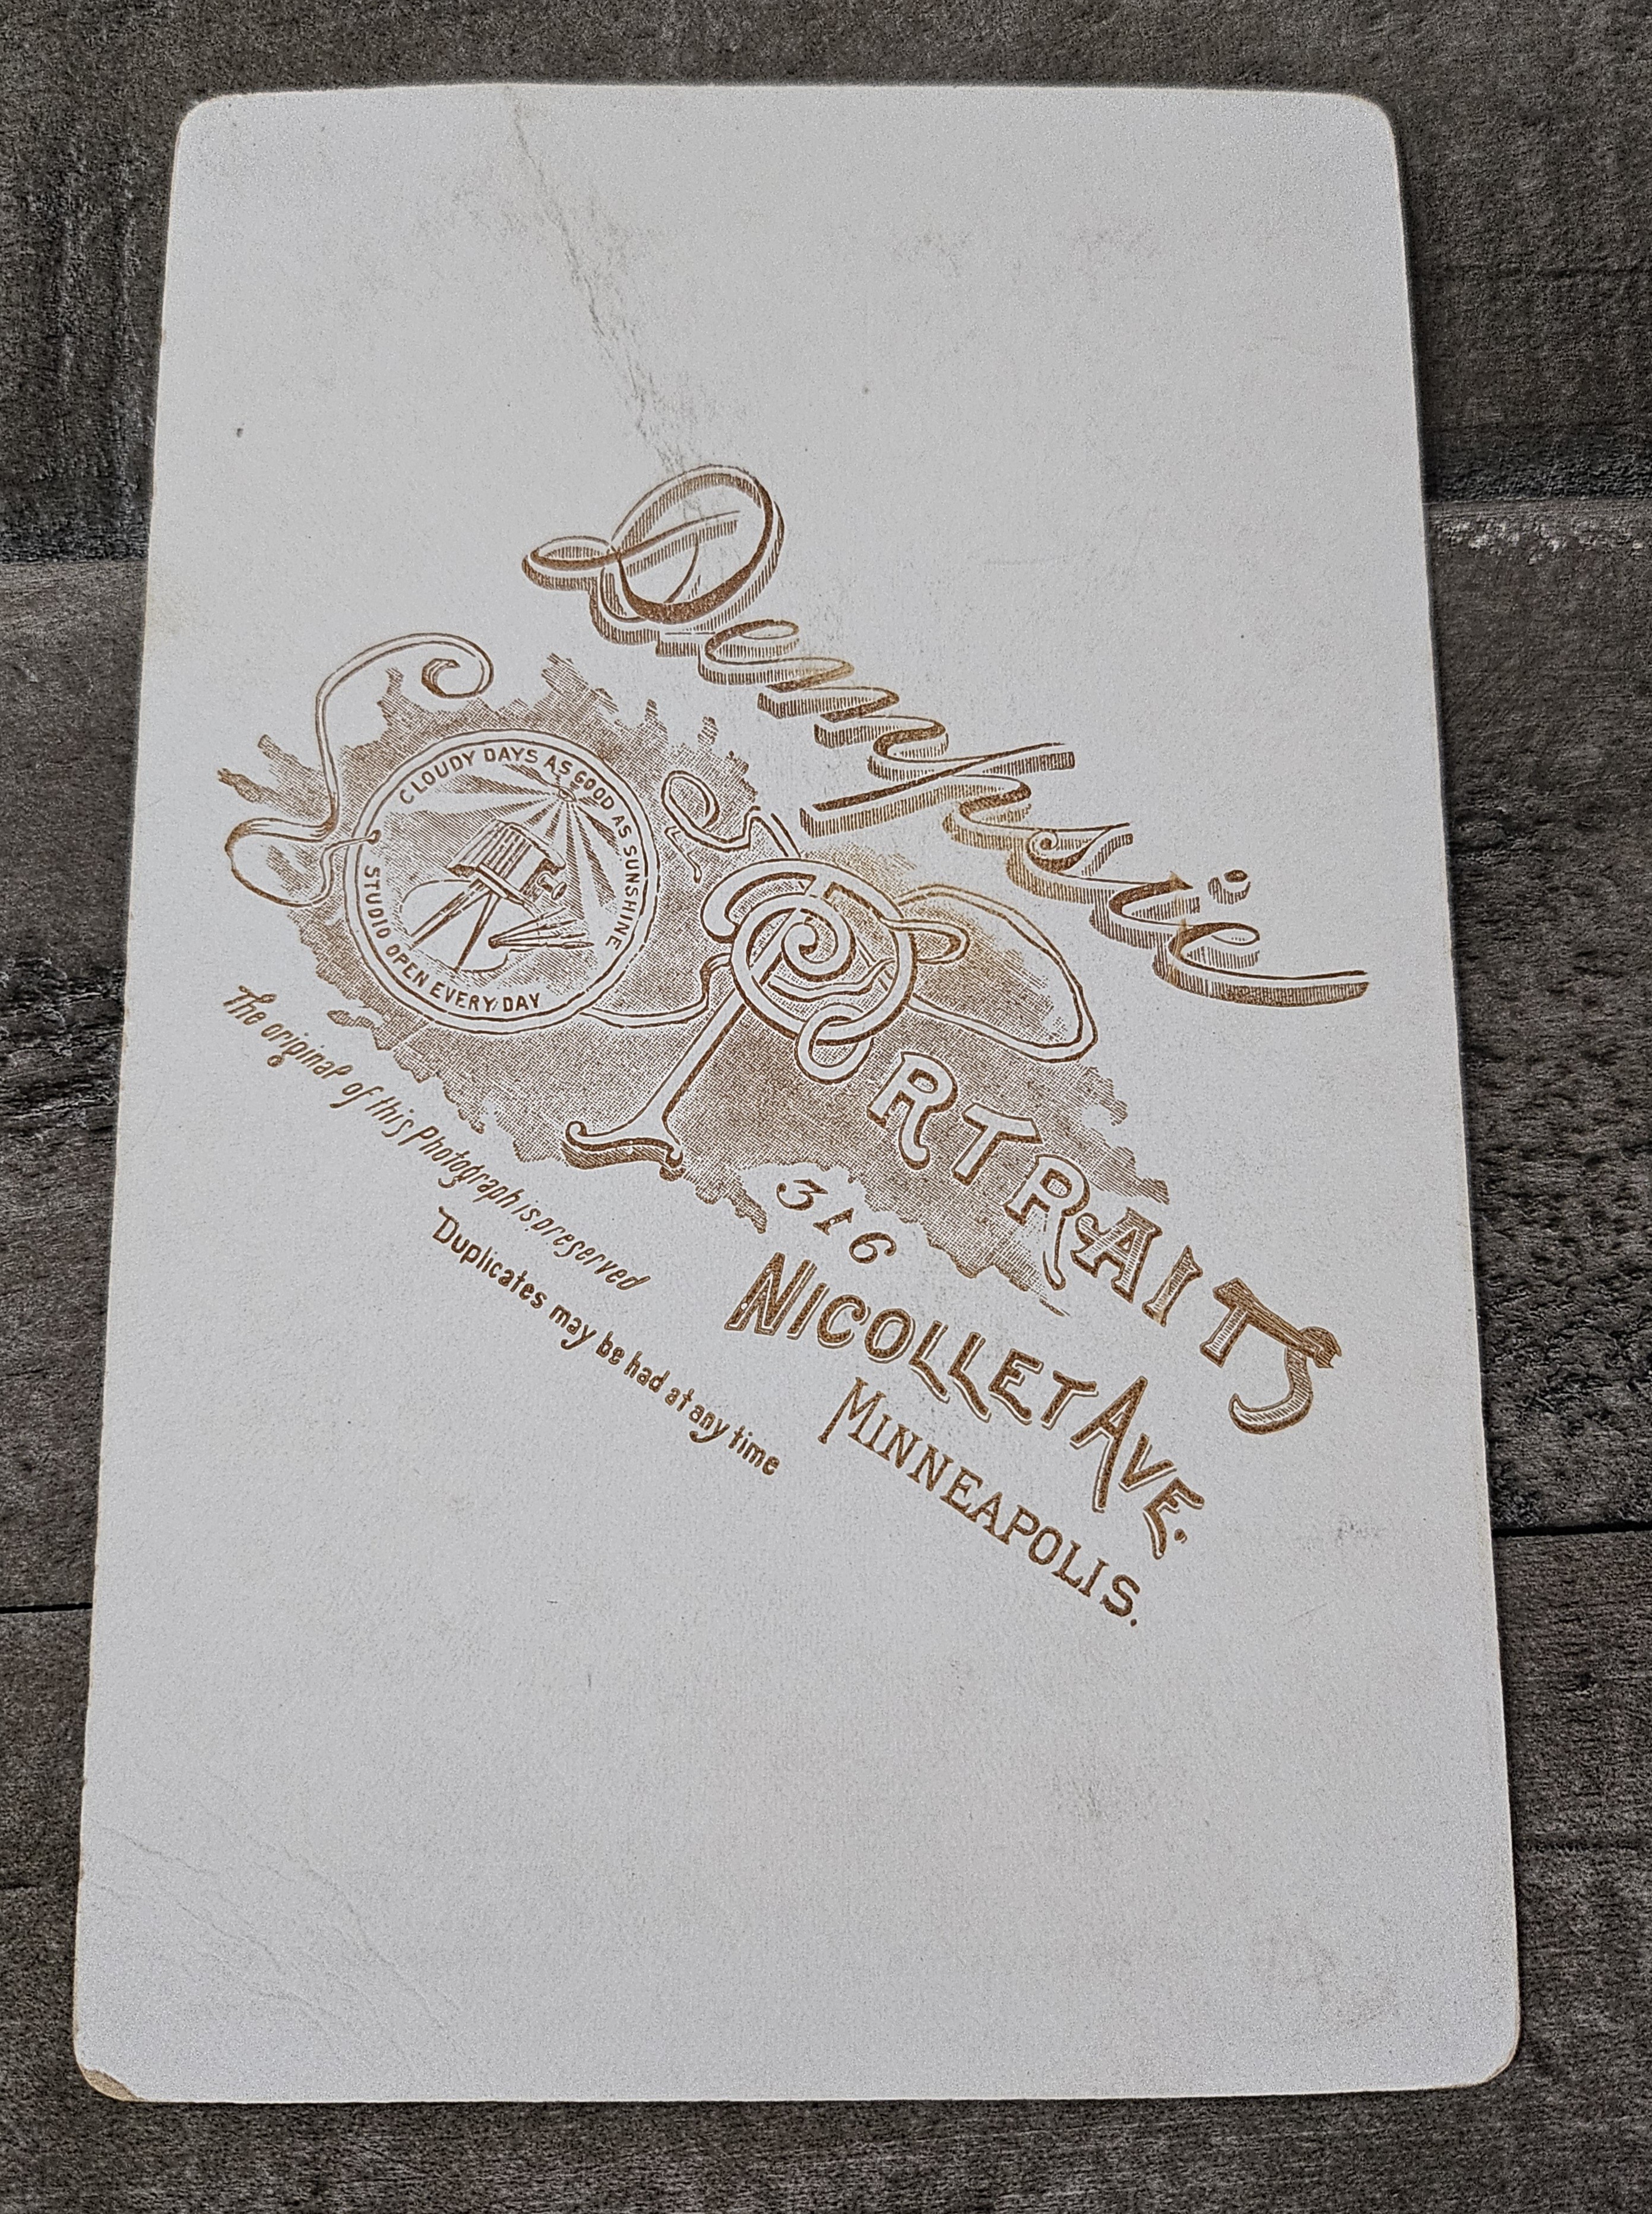 Dempsie
CLOUDY DAYS AS GOOD AS SUNSHINE
STUDIO OPEN EVERY DAY
PORTRAITS
316
NICOLLET AVE.
MINNEAPOLIS.
The original of this Photograph is preserved
Duplicates may be had at any time